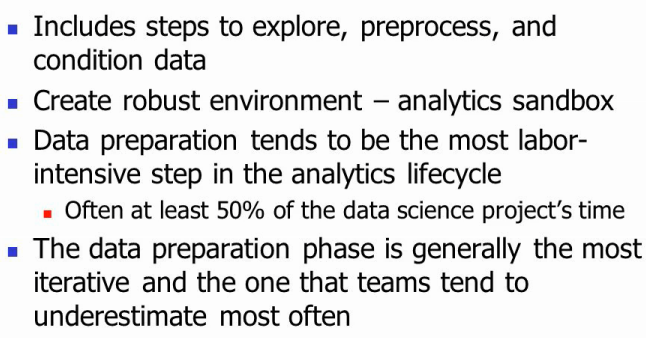 Includes steps to explore, preprocess, and
condition data
Create robust environment – analytics sandbox
Data preparation tends to be the most labor-
intensive step in the analytics lifecycle
Often at least 50% of the data science project's time
The data preparation phase is generally the most
iterative and the one that teams tend to
underestimate most often